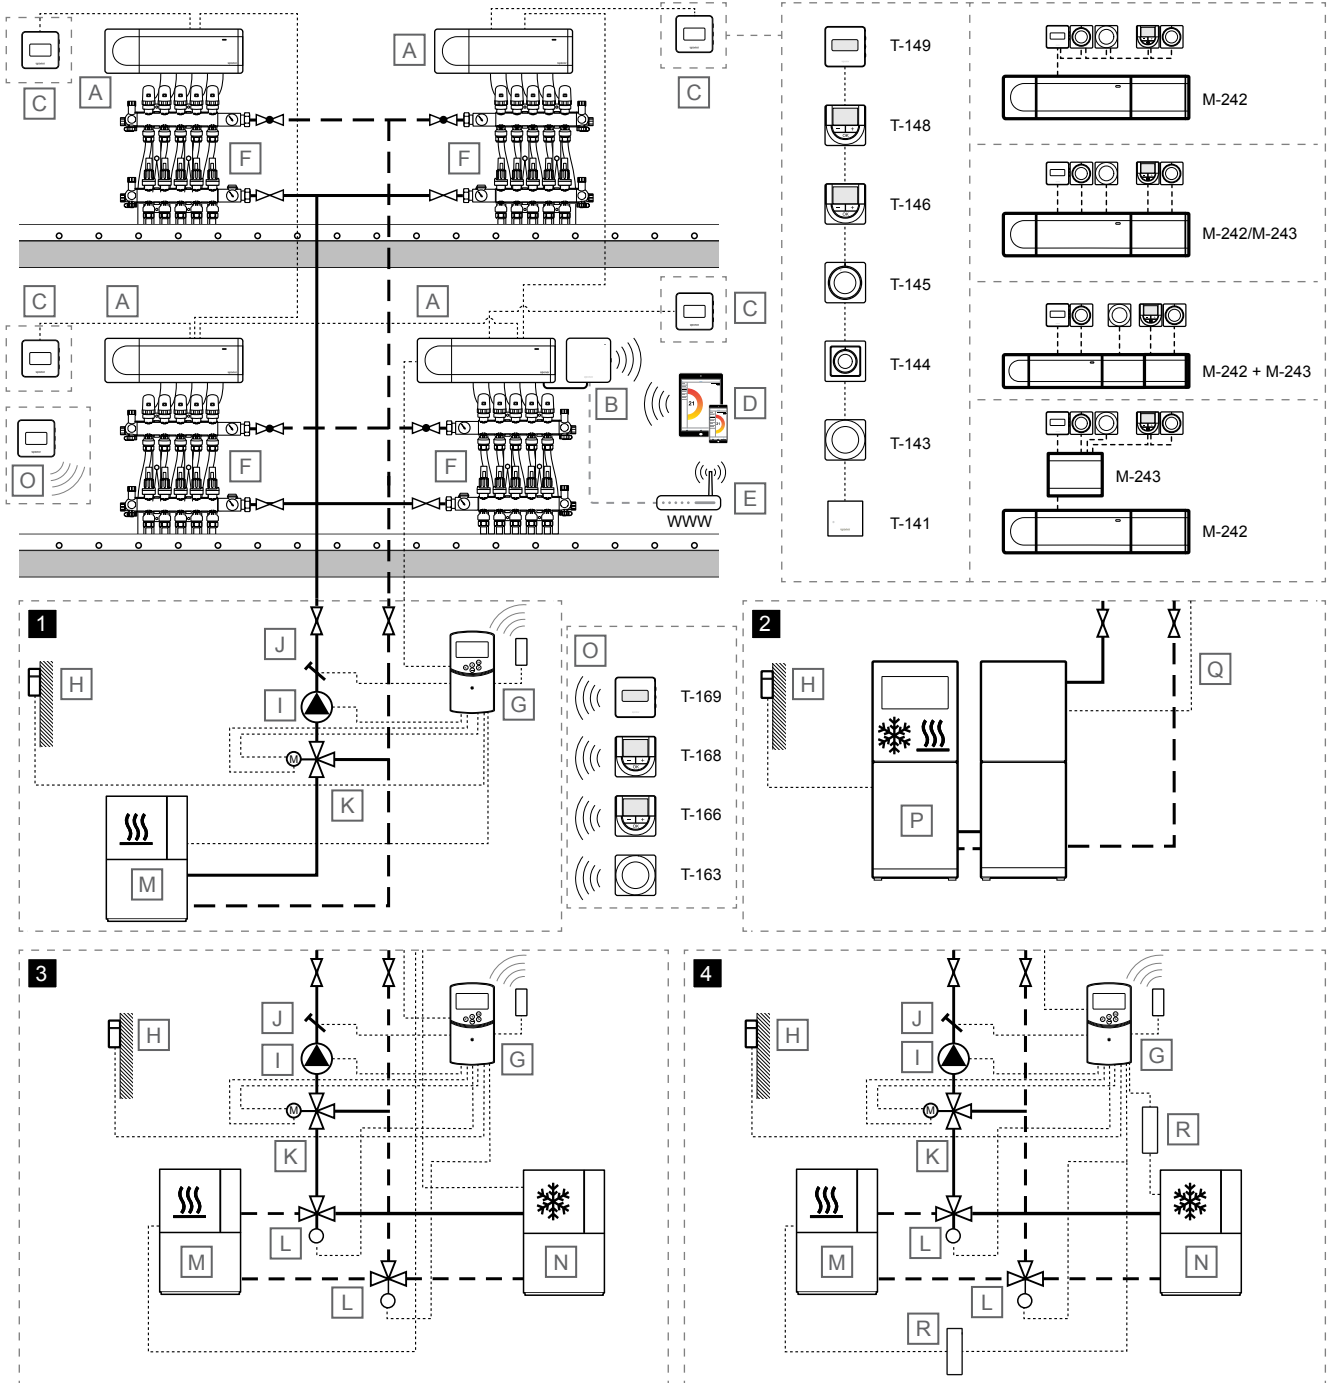 C
A
A
C
F
F
C
A
A
C
B
D
21
O
F
F
E
WWW
T-149
T-148
T-146
T-145
T-144
T-143
T-141
M-242
M-242/M-243
M-242 + M-243
M-243
M-242
1
J
H
I
G
M
K
M
O
T-169
T-168
T-166
T-163
2
H
Q
P
3
J
H
I
G
M
K
M
L
N
L
4
J
H
I
G
M
R
K
M
L
N
L
R